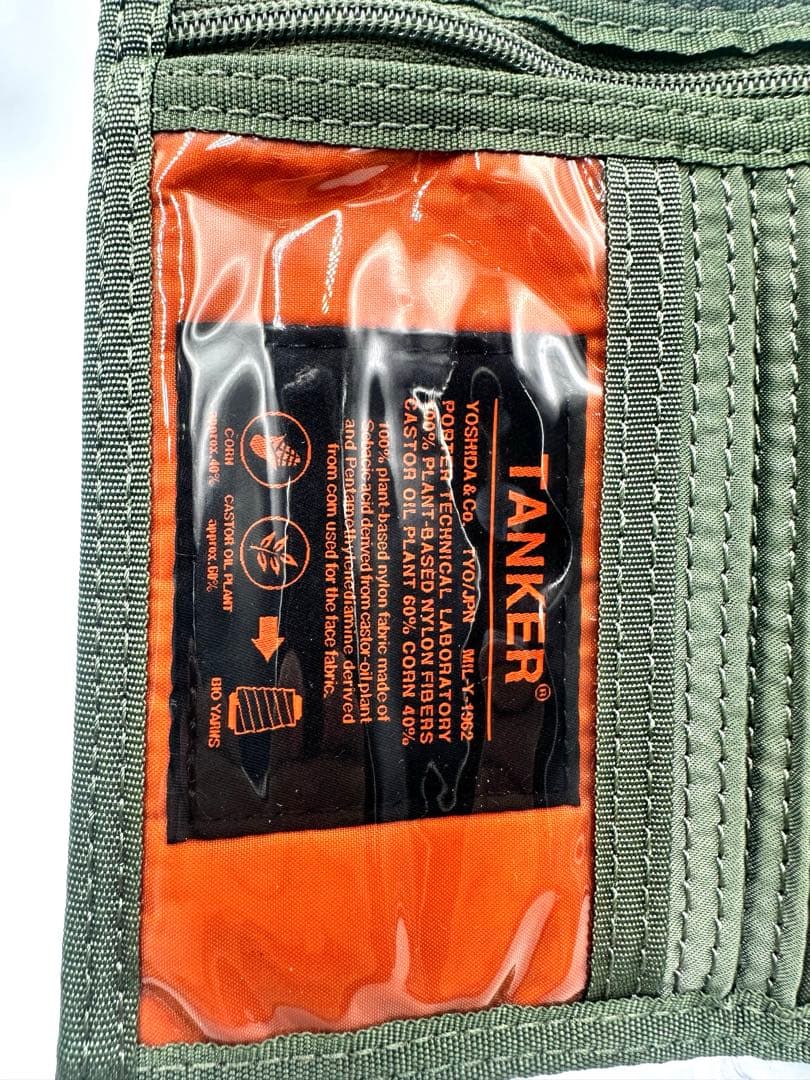 TANKER®
YOSHIDA & Co. TYO/JPN MIL-Y-1962
PORTER TECHNICAL LABORATORY
100% PLANT-BASED NYLON FIBERS
CASTOR OIL PLANT 60% CORN 40%
100% plant-based nylon fabric made of
Sebacic acid derived from castor-oil plant
and Pentamethylenediamine derived
from corn used for the face fabric.
CORN
approx. 40%
CASTOR OIL PLANT
approx. 60%
BIO YARNS